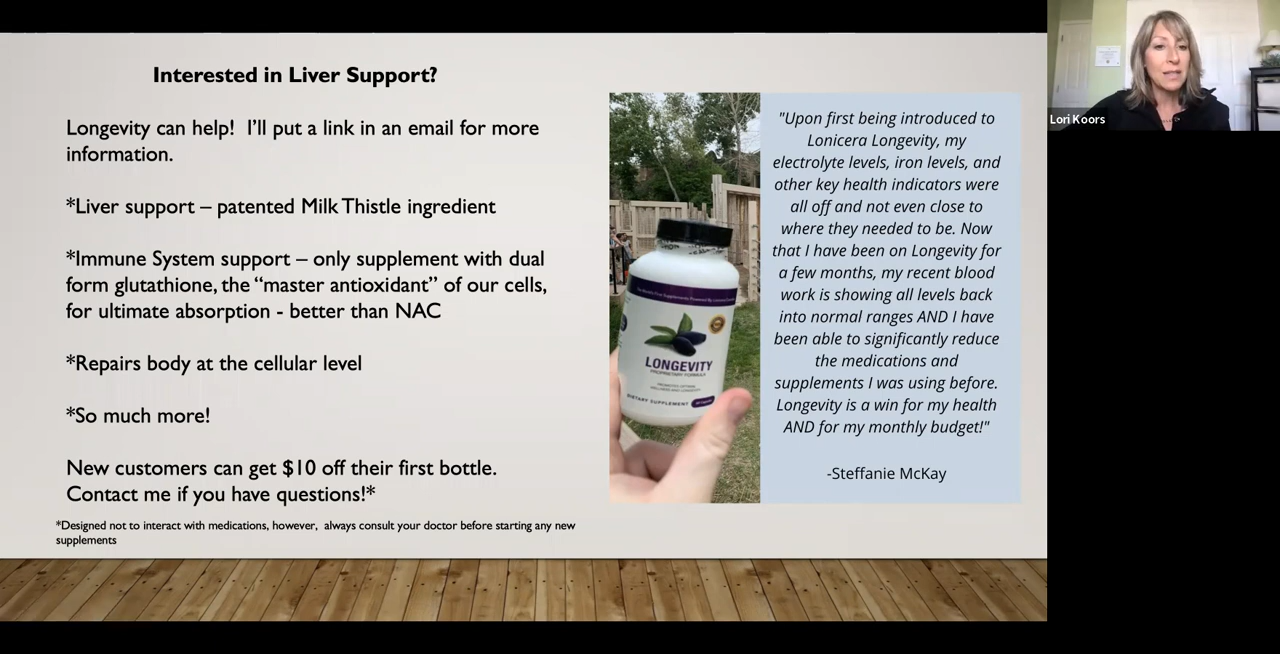 Interested in Liver Support?
Longevity can help!  I'll put a link in an email for more
information.
*Liver support – patented Milk Thistle ingredient
*Immune System support – only supplement with dual
form glutathione, the “master antioxidant” of our cells,
for ultimate absorption - better than NAC
*Repairs body at the cellular level
*So much more!
New customers can get $10 off their first bottle.
Contact me if you have questions!*
*Designed not to interact with medications, however,  always consult your doctor before starting any new
supplements
LONGEVITY
PROPRIETARY FORMULA
DIETARY SUPPLEMENT
"Upon first being introduced to
Lonicera Longevity, my
electrolyte levels, iron levels, and
other key health indicators were
all off and not even close to
where they needed to be. Now
that I have been on Longevity for
a few months, my recent blood
work is showing all levels back
into normal ranges AND I have
been able to significantly reduce
the medications and
supplements I was using before.
Longevity is a win for my health
AND for my monthly budget!"
-Steffanie McKay
Lori Koors